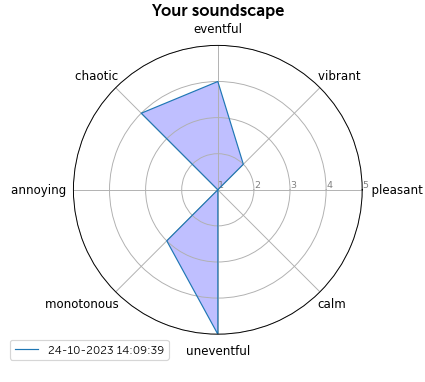 Your soundscape
eventful
chaotic
vibrant
annoying
1 2 3 4 5
pleasant
monotonous
calm
uneventful
24-10-2023 14:09:39